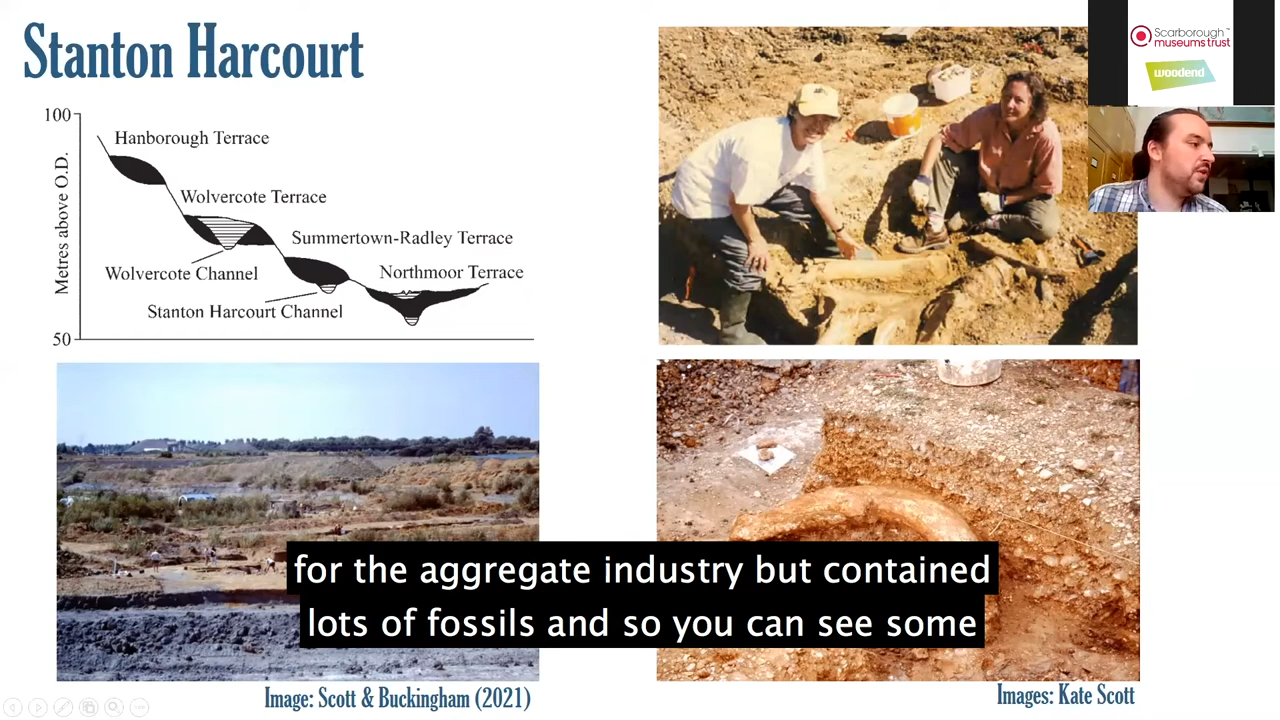 Stanton Harcourt
100
Hanborough Terrace
Wolvercote Terrace
Summertown-Radley Terrace
Northmoor Terrace
Wolvercote Channel
Stanton Harcourt Channel
Metres above O.D.
50
Scarborough™
museums trust
woodend
for the aggregate industry but contained
lots of fossils and so you can see some
Image: Scott & Buckingham (2021)
Images: Kate Scott